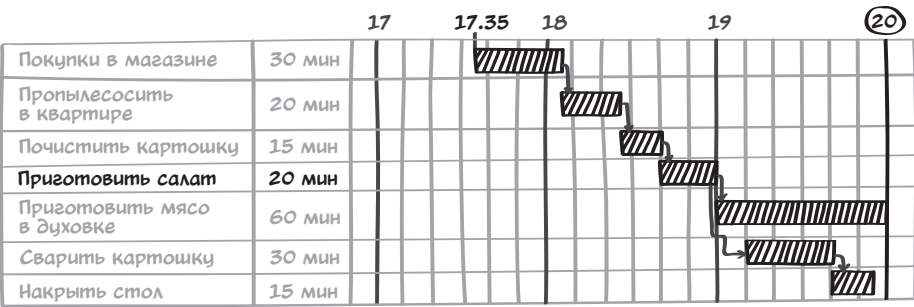 17 17.35 18 19 20
Покупки в магазине 30 мин
Пропылесосить
в квартире 20 мин
Почистить картошку 15 мин
Приготовить салат 20 мин
Приготовить мясо
в духовке 60 мин
Сварить картошку 30 мин
Накрыть стол 15 мин